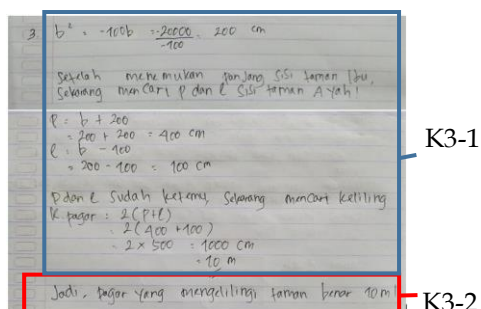 3. b² = -100b = -20000/-100 = 200 cm
Setelah menemukan panjang sisi taman Ibu,
Sekarang mencari p dan l sisi taman Ayah!
P = b + 200
= 200 + 200 = 400 cm
l = b - 100
= 200 - 100 = 100 cm
P dan l sudah ketemu, Sekarang mencari keliling
K. pagar = 2(P+l)
= 2(400 + 100)
= 2 × 500 = 1000 cm
= 10 m
Jadi, pagar yang mengelilingi taman benar 10m!
K3-1
K3-2